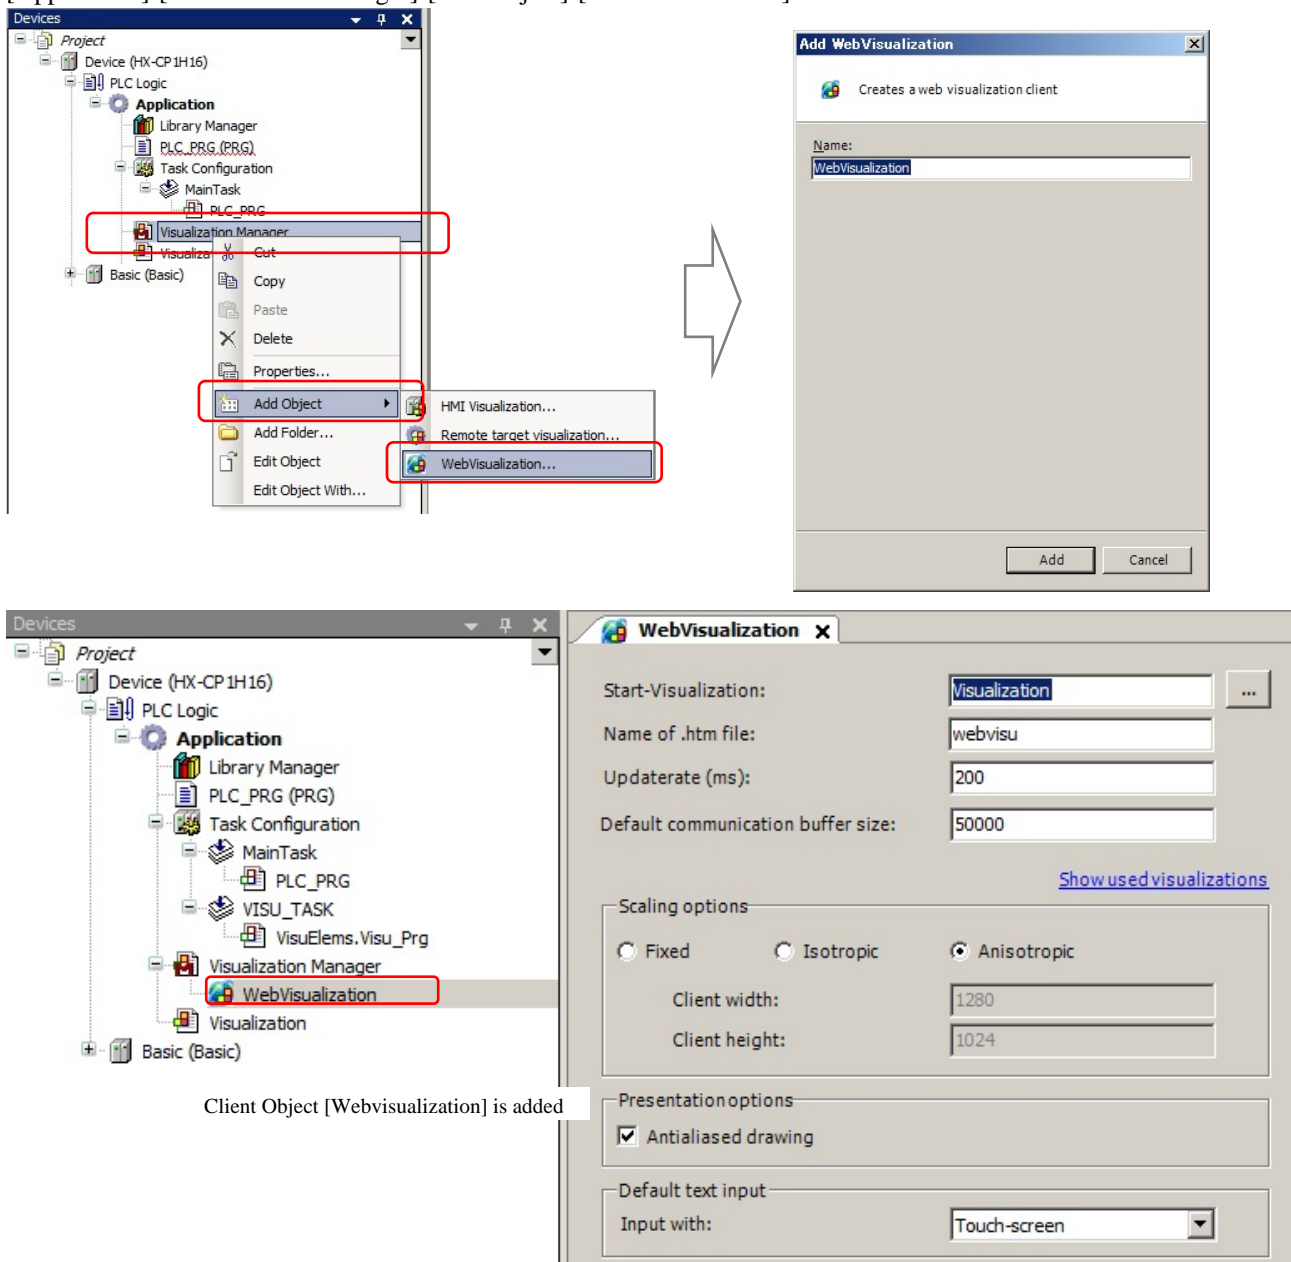 Devices
Project
Device (HX-CP1H16)
PLC Logic
Application
Library Manager
PLC_PRG (PRG)
Task Configuration
MainTask
PLC_PRG
Visualization Manager
Basic (Basic)
Cut
Copy
Paste
Delete
Properties...
Add Object
Add Folder...
Edit Object
Edit Object With...
HMI Visualization...
Remote target visualization...
WebVisualization...
Add WebVisualization
Creates a web visualization client
Name:
WebVisualization
Add Cancel
Devices
Project
Device (HX-CP1H16)
PLC Logic
Application
Library Manager
PLC_PRG (PRG)
Task Configuration
MainTask
PLC_PRG
VISU_TASK
VisuElems.Visu_Prg
Visualization Manager
WebVisualization
Visualization
Basic (Basic)
Client Object [Webvisualization] is added
WebVisualization
Start-Visualization: Visualization ...
Name of .htm file: webvisu
Updaterate (ms): 200
Default communication buffer size: 50000
Show used visualizations
Scaling options
Fixed Isotropic Anisotropic
Client width: 1280
Client height: 1024
Presentation options
Antialiased drawing
Default text input
Input with: Touch-screen